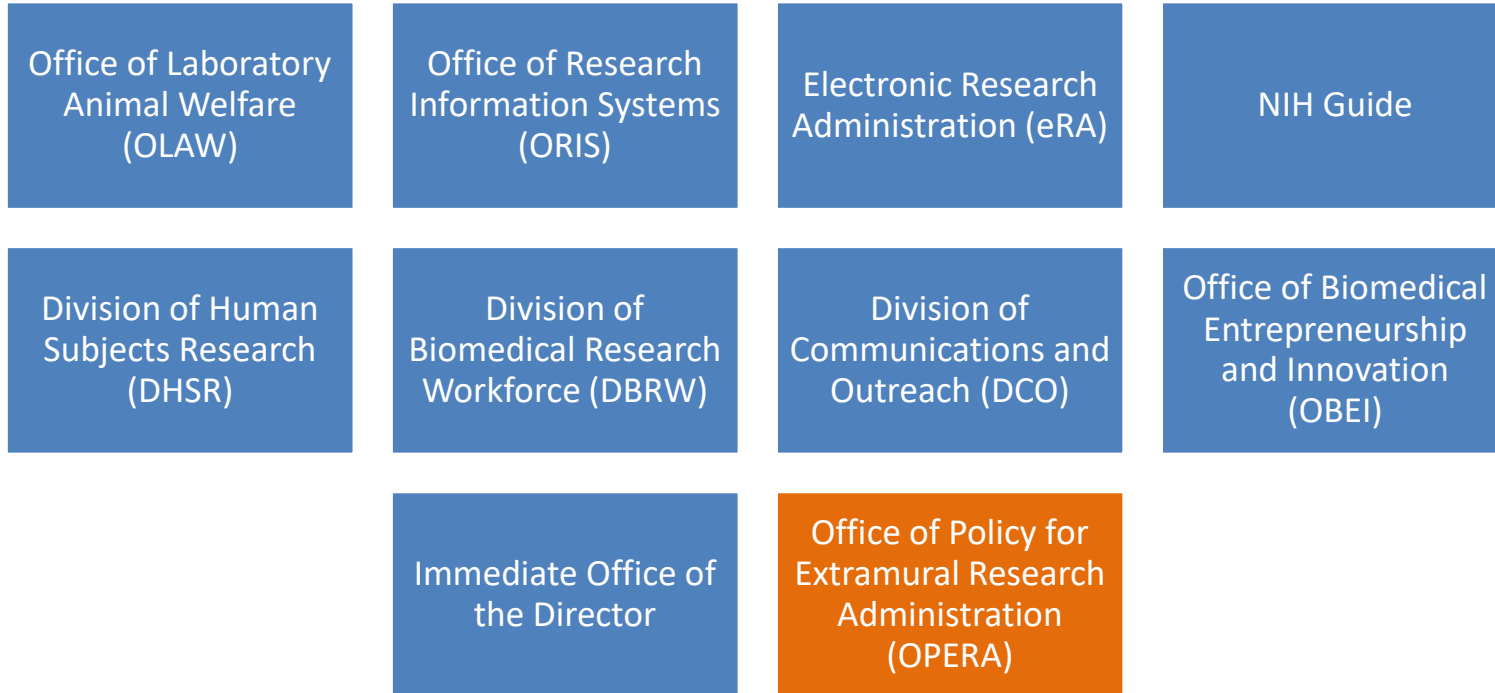 Office of Laboratory
Animal Welfare
(OLAW)
Office of Research
Information Systems
(ORIS)
Electronic Research
Administration (eRA)
NIH Guide
Division of Human
Subjects Research
(DHSR)
Division of
Biomedical Research
Workforce (DBRW)
Division of
Communications and
Outreach (DCO)
Office of Biomedical
Entrepreneurship
and Innovation
(OBEI)
Immediate Office of
the Director
Office of Policy for
Extramural Research
Administration
(OPERA)